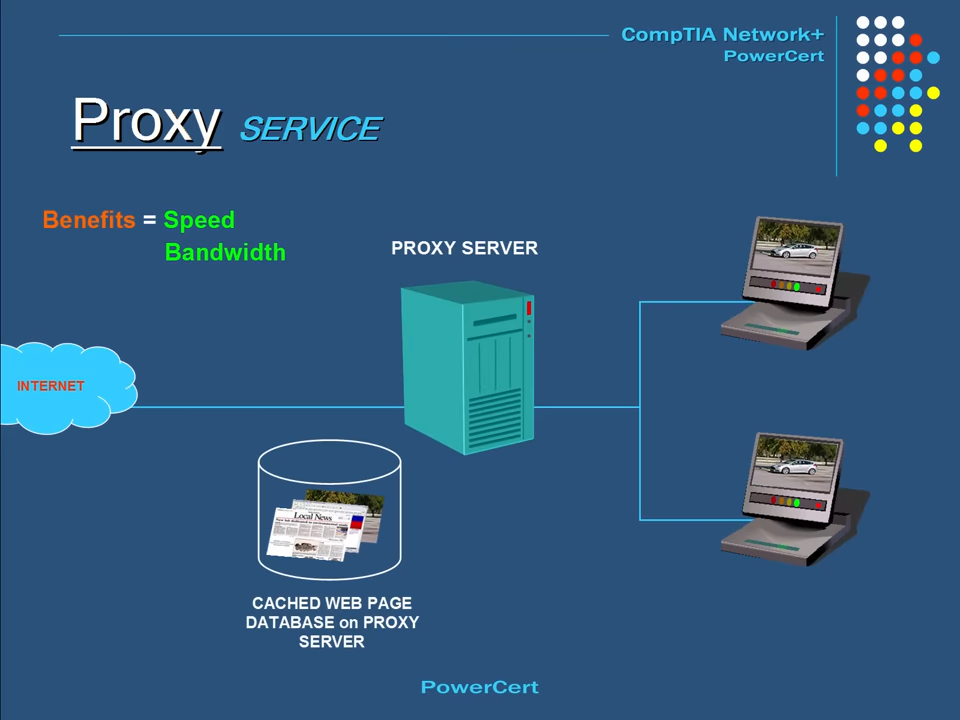 CompTIA Network+
PowerCert
Proxy SERVICE
Benefits = Speed
Bandwidth
PROXY SERVER
INTERNET
Local News
CACHED WEB PAGE
DATABASE on PROXY
SERVER
PowerCert